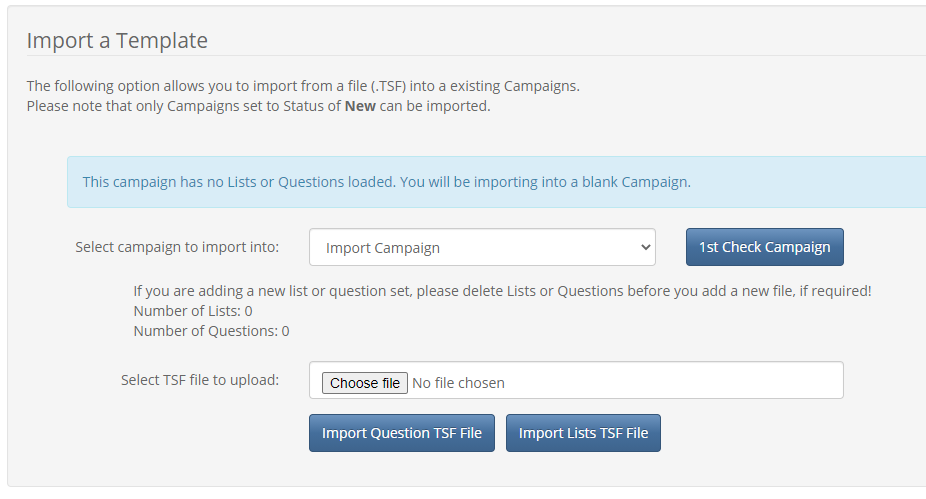 Import a Template
The following option allows you to import from a file (.TSF) into a existing Campaigns.
Please note that only Campaigns set to Status of New can be imported.
This campaign has no Lists or Questions loaded. You will be importing into a blank Campaign.
Select campaign to import into:
Import Campaign
1st Check Campaign
If you are adding a new list or question set, please delete Lists or Questions before you add a new file, if required!
Number of Lists: 0
Number of Questions: 0
Select TSF file to upload:
Choose file No file chosen
Import Question TSF File
Import Lists TSF File